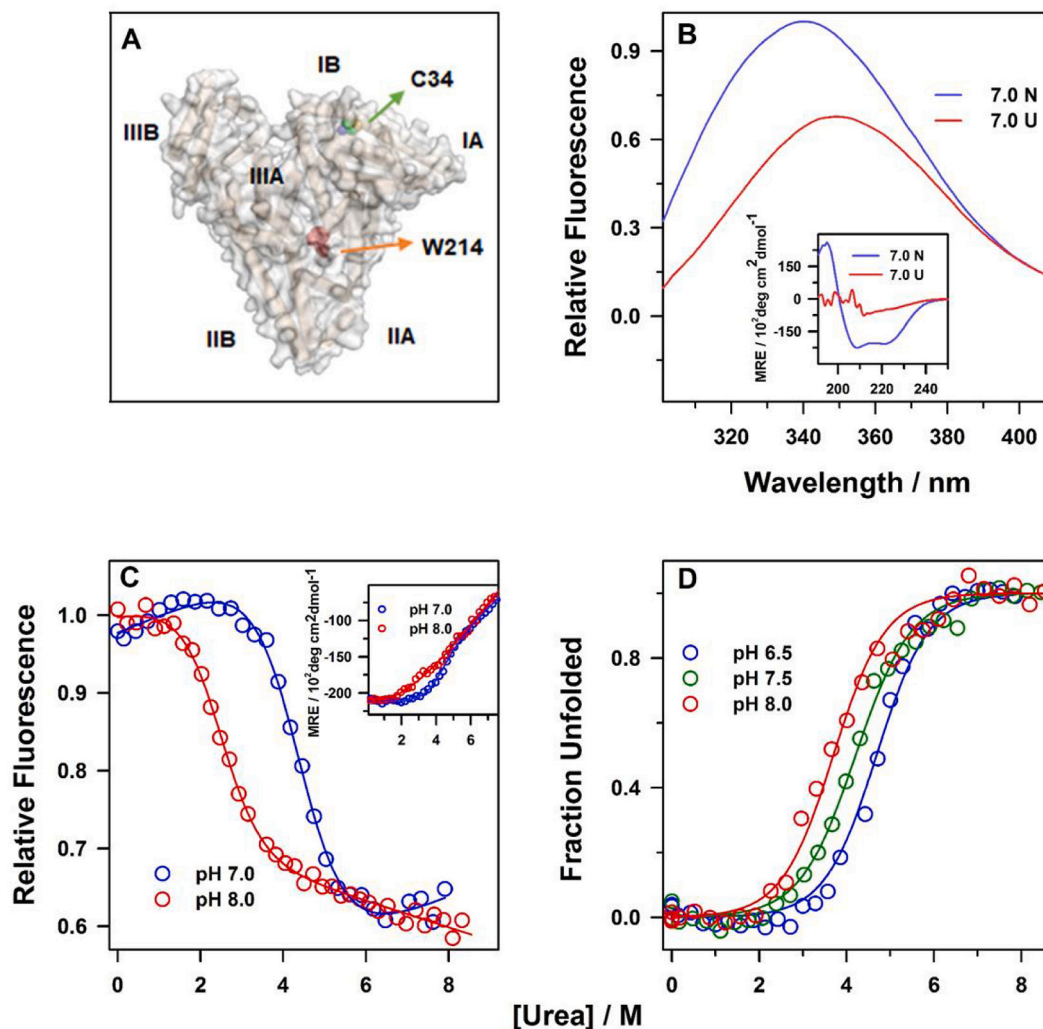 A
IB
C34
IIIB
IA
IIIA
W214
IIB
IIA
B
Relative Fluorescence
0.9
0.6
0.3
0.0
7.0 N
7.0 U
MRE / 10²deg cm²dmol⁻¹
150
0
-150
7.0 N
7.0 U
200 220 240
320 340 360 380 400
Wavelength / nm
C
Relative Fluorescence
1.0
0.9
0.8
0.7
0.6
pH 7.0
pH 8.0
MRE / 10²deg cm2dmol-1
-50
-100
-150
-200
pH 7.0
pH 8.0
2 4 6
0 2 4 6 8
D
Fraction Unfolded
0.8
0.4
0.0
pH 6.5
pH 7.5
pH 8.0
0 2 4 6 8
[Urea] / M